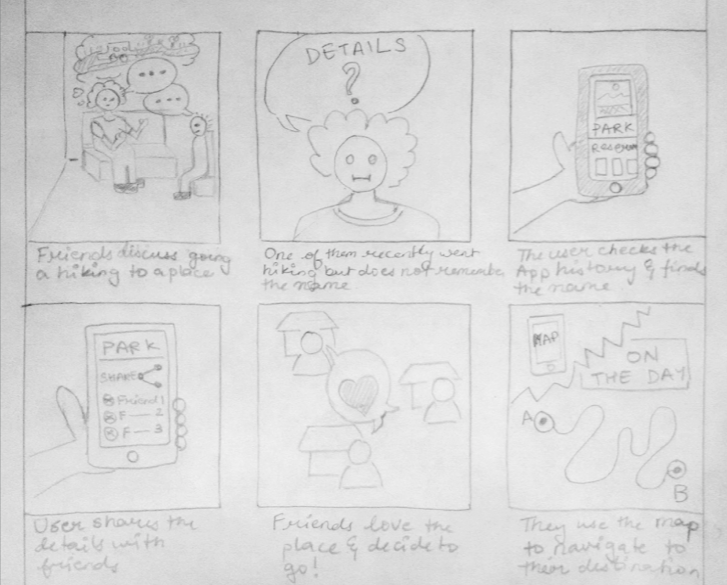 DETAILS
?
PARK
Friends discuss going
a hiking to a place
One of them recently went
hiking but does not remember
the name
The user checks the
App history & finds
the name
PARK
SHARE
Friend 1
F — 2
F — 3
MAP
ON
THE DAY
A
B
User shares the
details with
friends
Friends love the
place & decide to
go!
They use the map
to navigate to
their destination